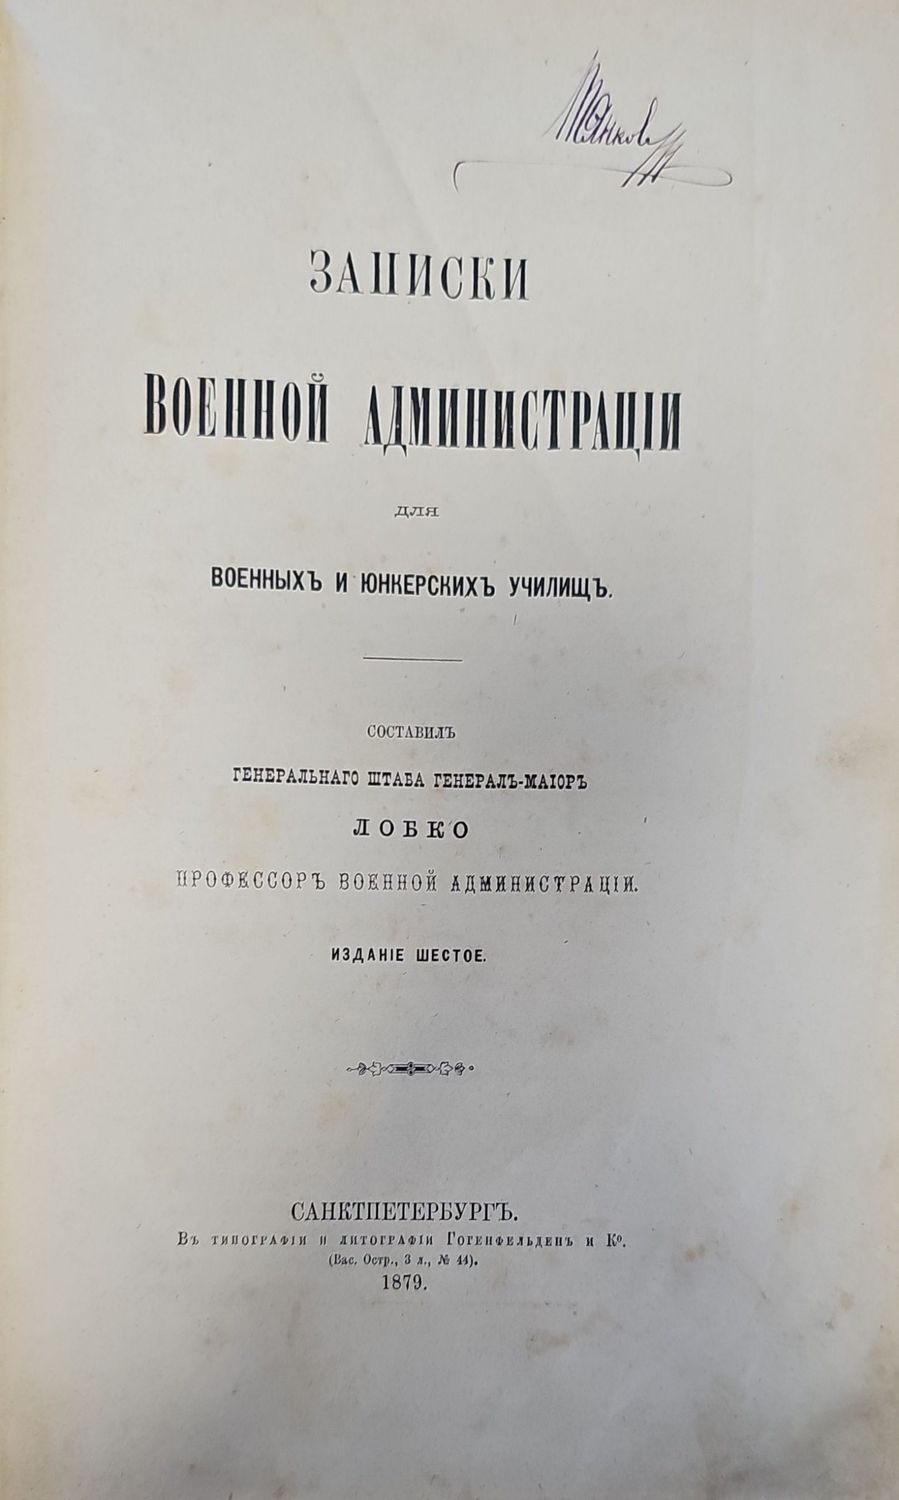 ЗАПИСКИ
ВОЕННОЙ АДМИНИСТРАЦІИ
ДЛЯ
ВОЕННЫХЪ И ЮНКЕРСКИХЪ УЧИЛИЩЪ.
СОСТАВИЛЪ
ГЕНЕРАЛЬНАГО ШТАБА ГЕНЕРАЛЪ-МАІОРЪ
ЛОБКО
ПРОФЕССОРЪ ВОЕННОЙ АДМИНИСТРАЦІИ.
ИЗДАНІЕ ШЕСТОЕ.
САНКТПЕТЕРБУРГЪ.
Въ типографіи и литографіи Гогенфельденъ и Кº.
(Вас. Остр., 3 л., № 44).
1879.